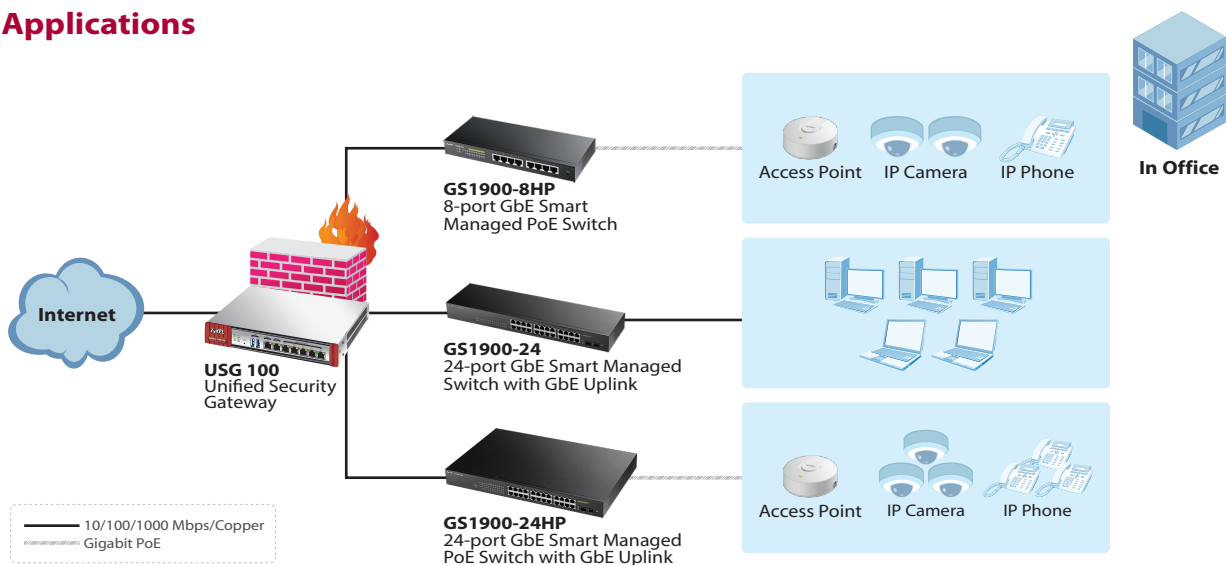 Applications
In Office
Access Point
IP Camera
IP Phone
GS1900-8HP
8-port GbE Smart
Managed PoE Switch
Internet
USG 100
Unified Security
Gateway
GS1900-24
24-port GbE Smart Managed
Switch with GbE Uplink
Access Point
IP Camera
IP Phone
GS1900-24HP
24-port GbE Smart Managed
PoE Switch with GbE Uplink
10/100/1000 Mbps/Copper
Gigabit PoE